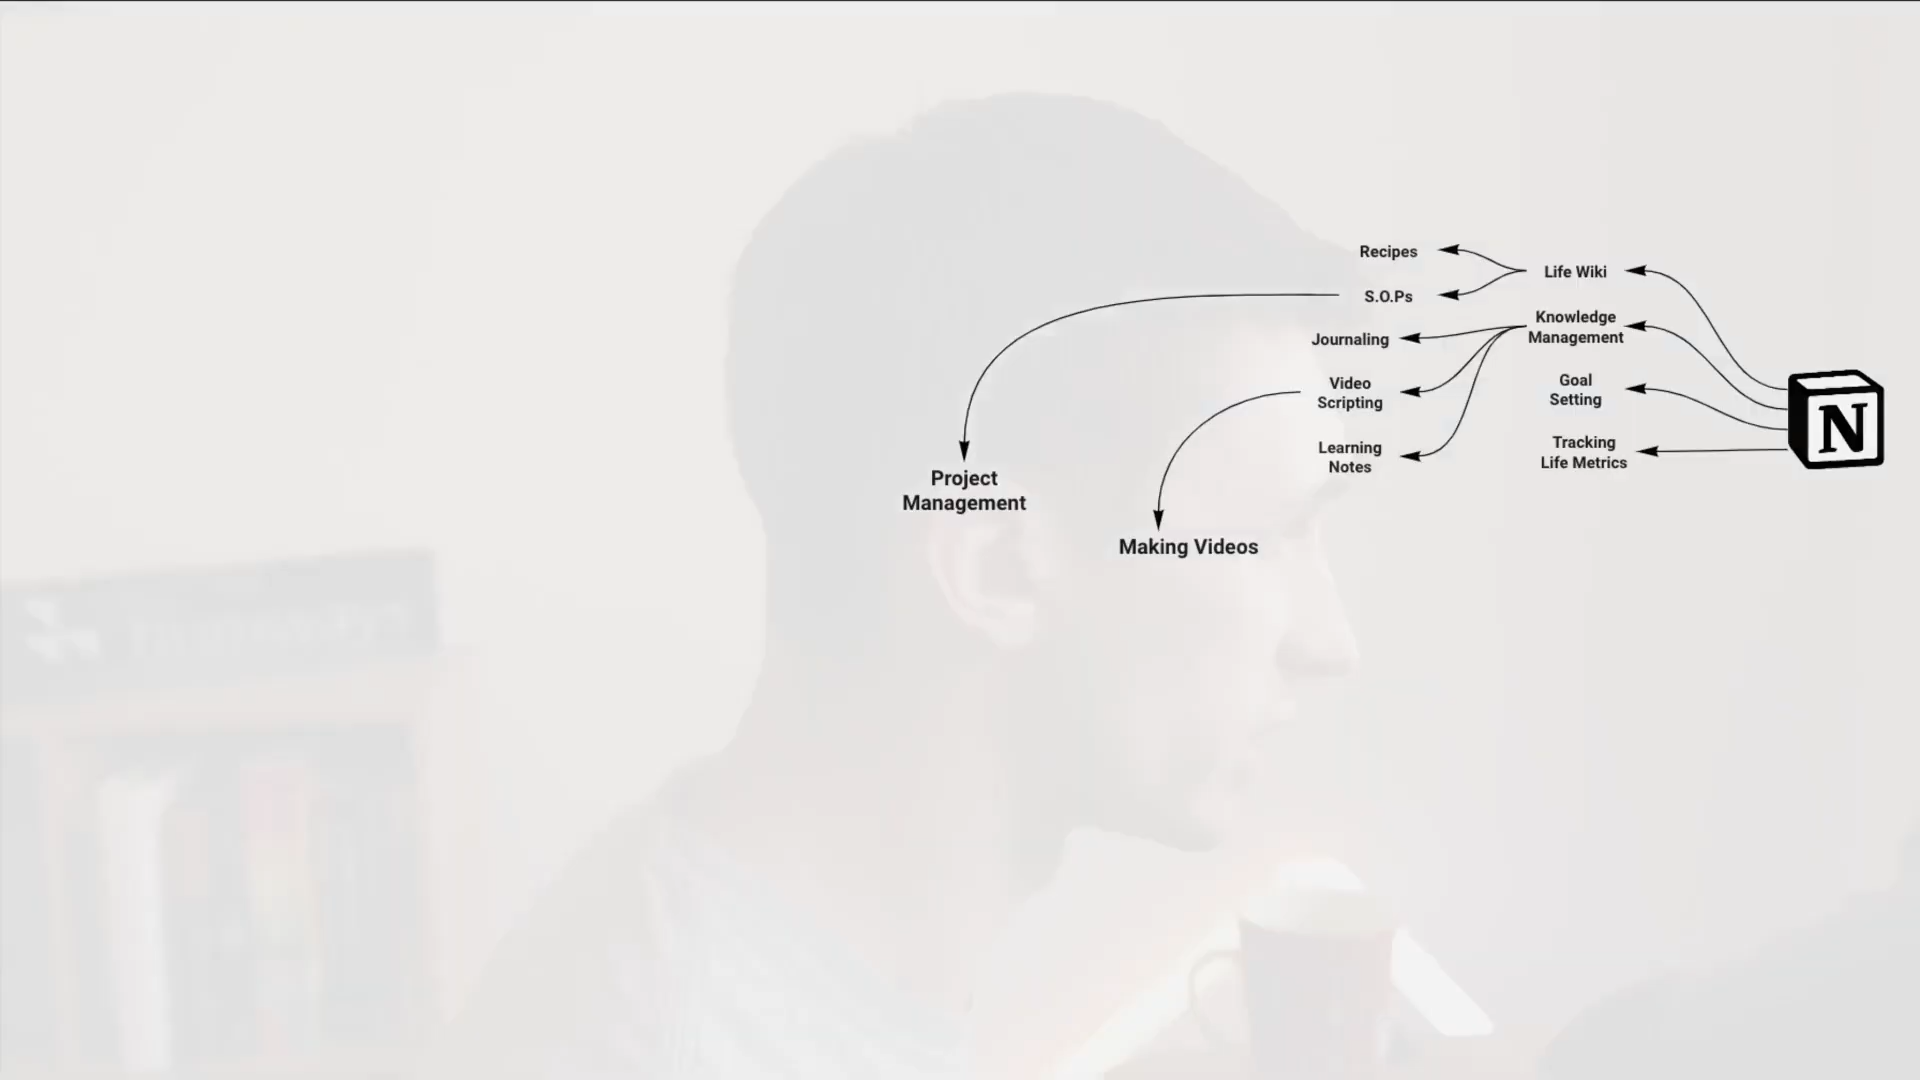 Recipes
Life Wiki
S.O.Ps
Knowledge
Management
Journaling
Video
Scripting
Goal
Setting
Learning
Notes
Tracking
Life Metrics
N
Project
Management
Making Videos